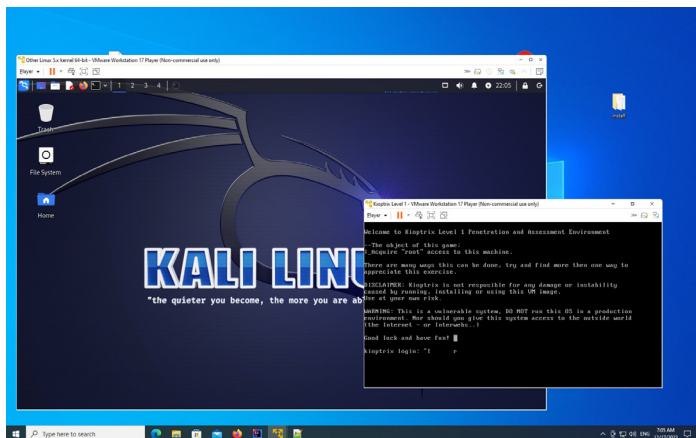 Other Linux 5.x kernel 64-bit - VMware Workstation 17 Player (Non-commercial use only)
Player
1 2 3 4
22:05
Trash
File System
Home
KALI LINU
"the quieter you become, the more you are ab
install
Kioptrix Level 1 - VMware Workstation 17 Player (Non-commercial use only)
Player
Welcome to Kioptrix Level 1 Penetration and Assessment Environment
--The object of this game:
|_Acquire "root" access to this machine.
There are many ways this can be done, try and find more then one way to
appreciate this exercise.
DISCLAIMER: Kioptrix is not resposible for any damage or instability
caused by running, installing or using this VM image.
Use at your own risk.
WARNING: This is a vulnerable system, DO NOT run this OS in a production
environment. Nor should you give this system access to the outside world
(the Internet - or Interwebs..)
Good luck and have fun!
kioptrix login: ^[ r
Type here to search
ENG
7:05 AM